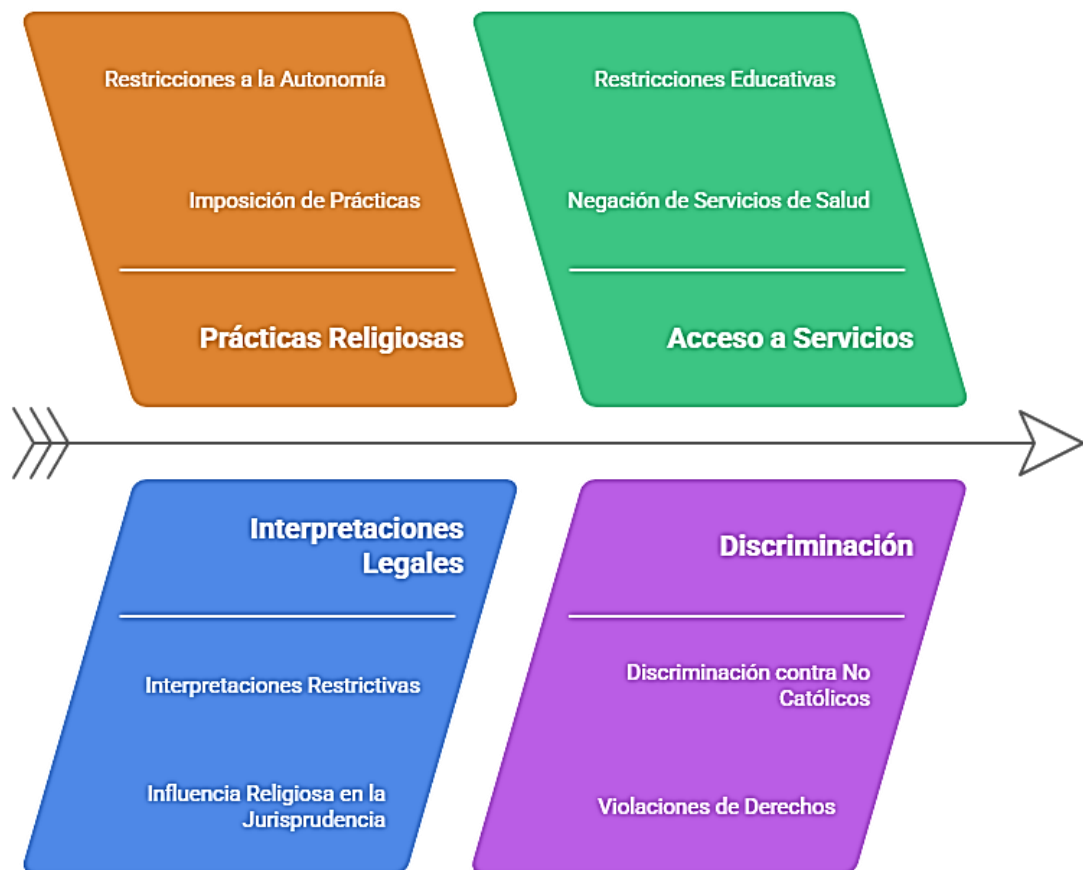 Restricciones a la Autonomía
Imposición de Prácticas
Prácticas Religiosas
Restricciones Educativas
Negación de Servicios de Salud
Acceso a Servicios
Interpretaciones
Legales
Interpretaciones Restrictivas
Influencia Religiosa en la
Jurisprudencia
Discriminación
Discriminación contra No
Católicos
Violaciones de Derechos